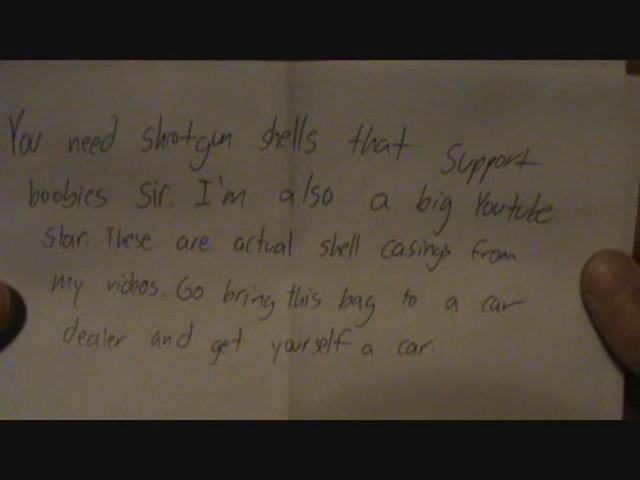 You need shotgun shells that support
boobies Sir. I'm also a big Youtube
star. These are actual shell casings from
my videos. Go bring this bag to a car
dealer and get yourself a car.